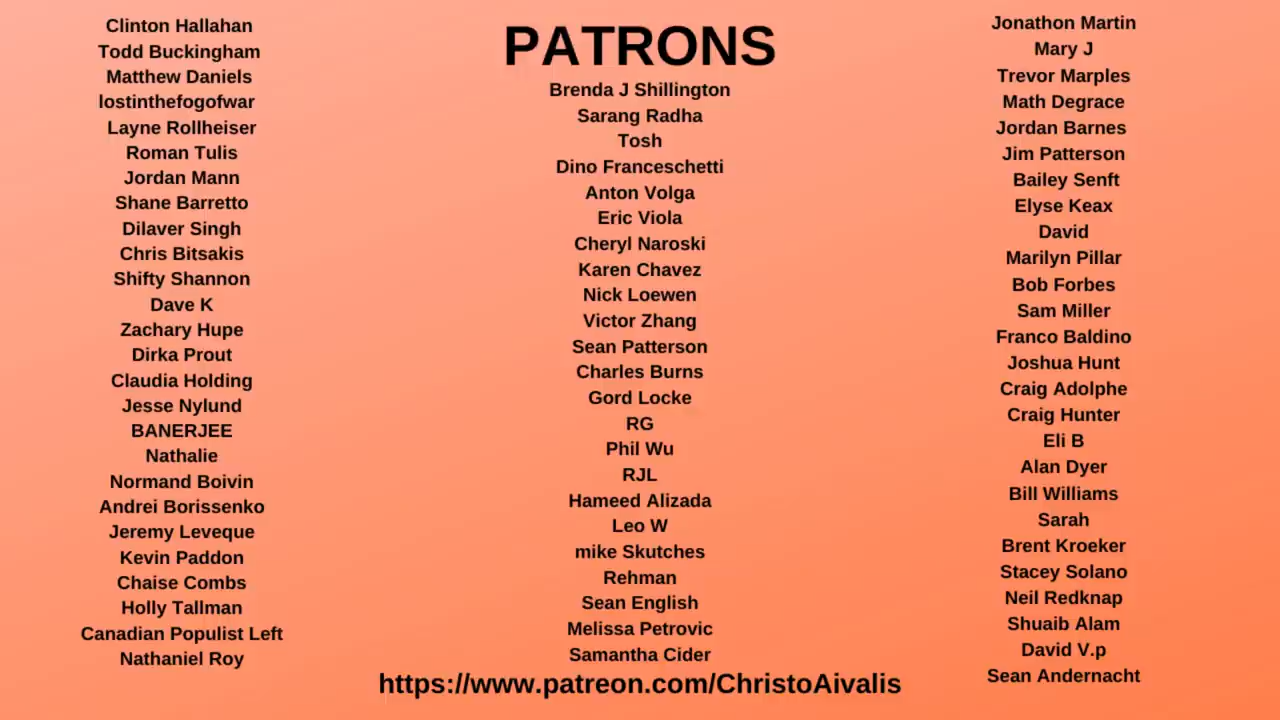 Clinton Hallahan
Todd Buckingham
Matthew Daniels
lostinthefogofwar
Layne Rollheiser
Roman Tulis
Jordan Mann
Shane Barretto
Dilaver Singh
Chris Bitsakis
Shifty Shannon
Dave K
Zachary Hupe
Dirka Prout
Claudia Holding
Jesse Nylund
BANERJEE
Nathalie
Normand Boivin
Andrei Borissenko
Jeremy Leveque
Kevin Paddon
Chaise Combs
Holly Tallman
Canadian Populist Left
Nathaniel Roy
PATRONS
Brenda J Shillington
Sarang Radha
Tosh
Dino Franceschetti
Anton Volga
Eric Viola
Cheryl Naroski
Karen Chavez
Nick Loewen
Victor Zhang
Sean Patterson
Charles Burns
Gord Locke
RG
Phil Wu
RJL
Hameed Alizada
Leo W
mike Skutches
Rehman
Sean English
Melissa Petrovic
Samantha Cider
https://www.patreon.com/ChristoAivalis
Jonathon Martin
Mary J
Trevor Marples
Math Degrace
Jordan Barnes
Jim Patterson
Bailey Senft
Elyse Keax
David
Marilyn Pillar
Bob Forbes
Sam Miller
Franco Baldino
Joshua Hunt
Craig Adolphe
Craig Hunter
Eli B
Alan Dyer
Bill Williams
Sarah
Brent Kroeker
Stacey Solano
Neil Redknap
Shuaib Alam
David V.p
Sean Andernacht